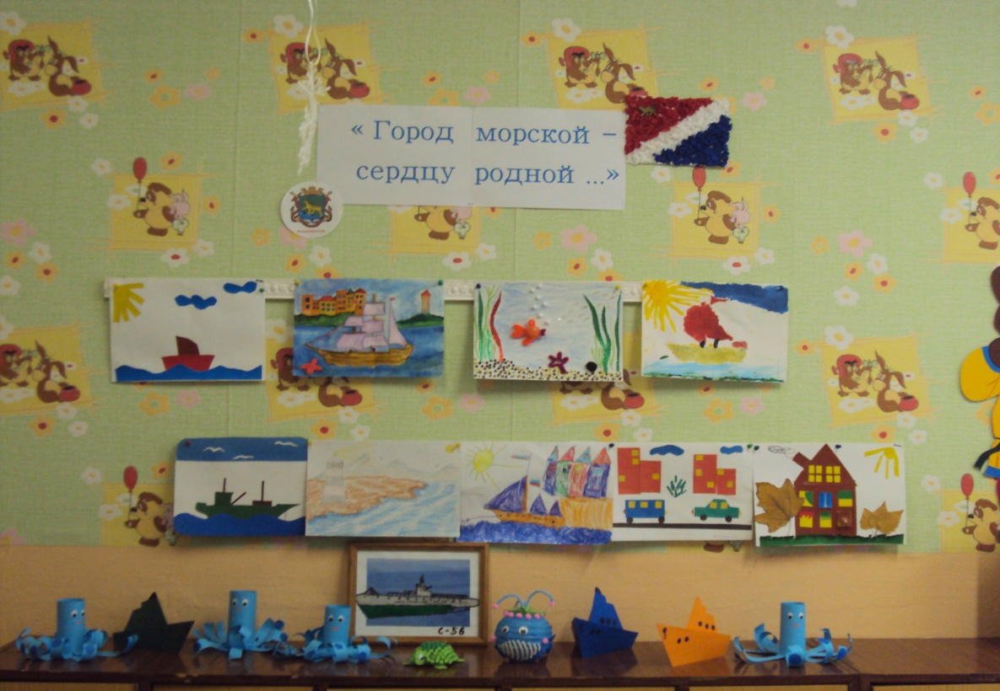 « Город морской –
сердцу родной ...»
С-56